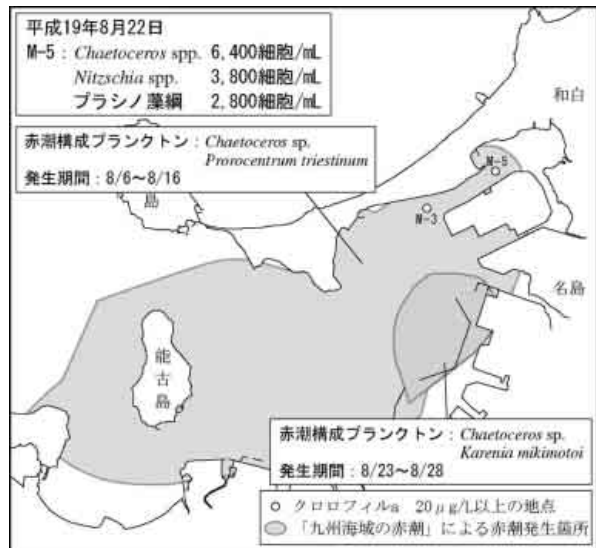 平成19年8月22日
M-5：Chaetoceros spp. 6,400細胞/mL
Nitzschia spp. 3,800細胞/mL
プラシノ藻綱 2,800細胞/mL
和白
赤潮構成プランクトン：Chaetoceros sp.
Prorocentrum triestinum
発生期間：8/6～8/16
島
M-5
M-3
名島
能古島
赤潮構成プランクトン：Chaetoceros sp.
Karenia mikimotoi
発生期間：8/23～8/28
クロロフィルa 20μg/L以上の地点
「九州海域の赤潮」による赤潮発生箇所